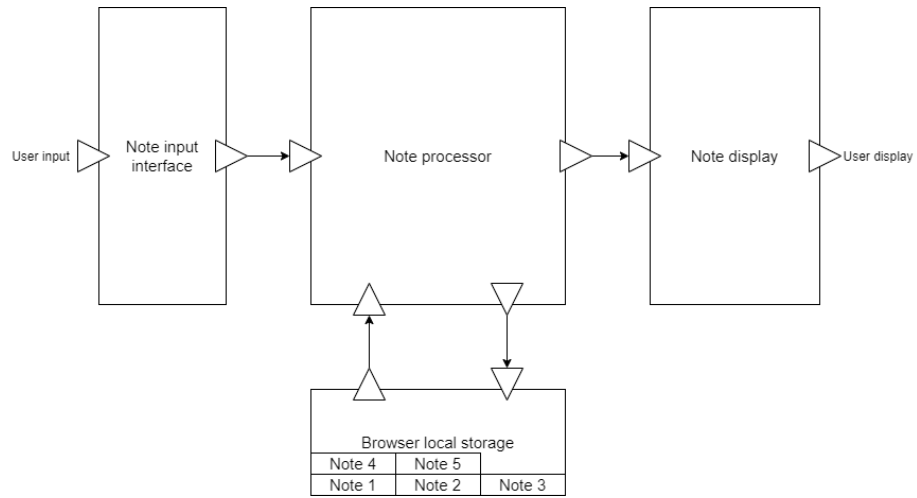 User input
Note input
interface
Note processor
Note display
User display
Browser local storage
Note 4
Note 5
Note 1
Note 2
Note 3